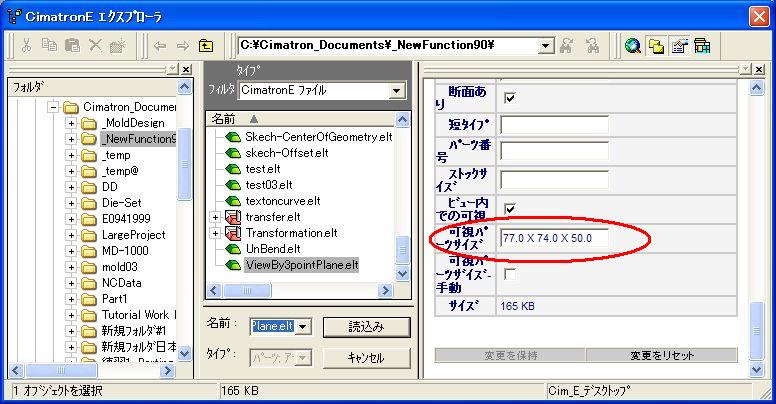 CimatronE エクスプローラ
C:¥Cimatron_Documents¥_NewFunction90¥
フォルダ
Cimatron_Docume
_MoldDesign
_NewFunction9
_temp
_temp@
DD
Die-Set
E0941999
LargeProject
MD-1000
mold03
NCData
Part1
Tutorial Work
新規フォルダ#1
新規フォルダ日本
タイプ
フィルタ CimatronE ファイル
名前
Skech-CenterOfGeometry.elt
skech-Offset.elt
test.elt
test03.elt
textoncurve.elt
transfer.elt
Transformation.elt
UnBend.elt
ViewBy3pointPlane.elt
名前: Plane.elt 読込み
タイプ: パーツ; ア キャンセル
断面あ
り
短タイプ
パーツ番
号
ストックサ
イズ
ビュー内
での可視
可視パ
ーツサイズ 77.0 X 74.0 X 50.0
可視パ
ーツサイズ-
手動
サイズ 165 KB
変更を保持 変更をリセット
1 オブジェクトを選択 165 KB Cim_E_デスクトップ